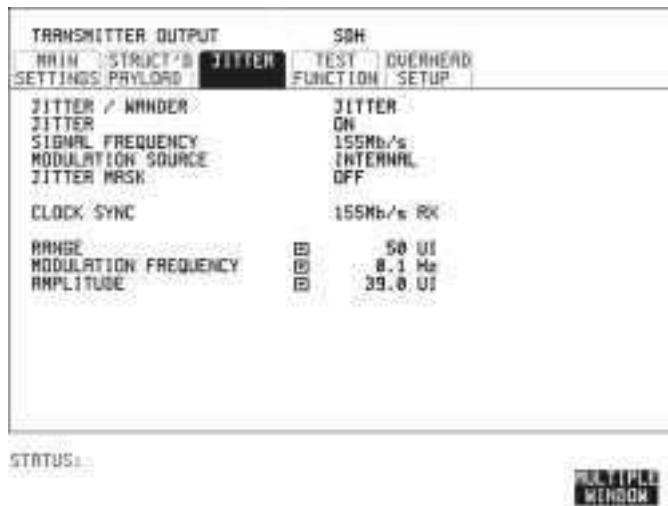 TRANSMITTER OUTPUT SDH
MAIN SETTINGS STRUCT'D PAYLOAD JITTER TEST FUNCTION OVERHEAD SETUP
JITTER / WANDER JITTER
JITTER ON
SIGNAL FREQUENCY 155Mb/s
MODULATION SOURCE INTERNAL
JITTER MASK OFF
CLOCK SYNC 155Mb/s RX
RANGE 50 UI
MODULATION FREQUENCY 0.1 Hz
AMPLITUDE 39.0 UI
STATUS:
MULTIPLE
WINDOW